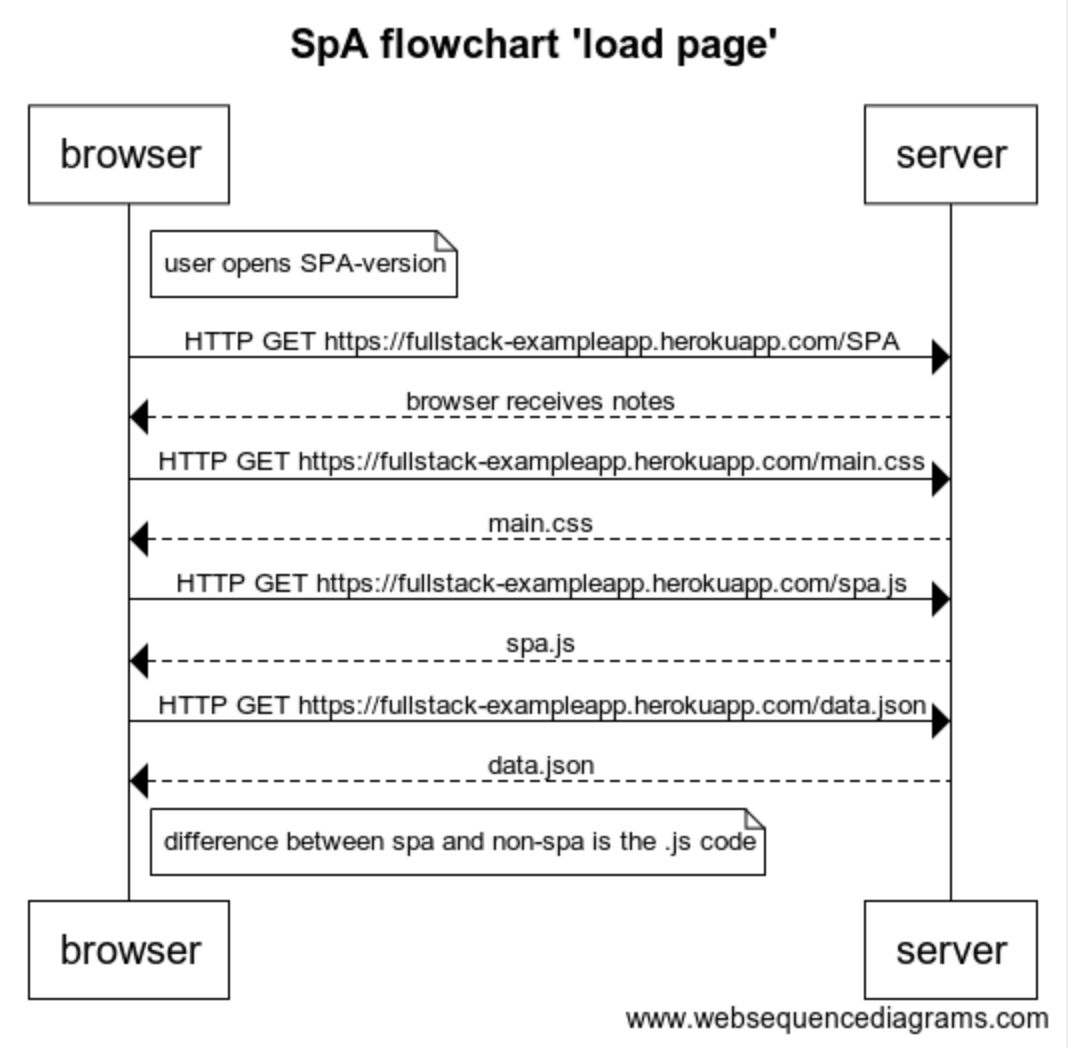 SpA flowchart 'load page'
browser
server
user opens SPA-version
HTTP GET https://fullstack-exampleapp.herokuapp.com/SPA
browser receives notes
HTTP GET https://fullstack-exampleapp.herokuapp.com/main.css
main.css
HTTP GET https://fullstack-exampleapp.herokuapp.com/spa.js
spa.js
HTTP GET https://fullstack-exampleapp.herokuapp.com/data.json
data.json
difference between spa and non-spa is the .js code
browser
server
www.websequencediagrams.com